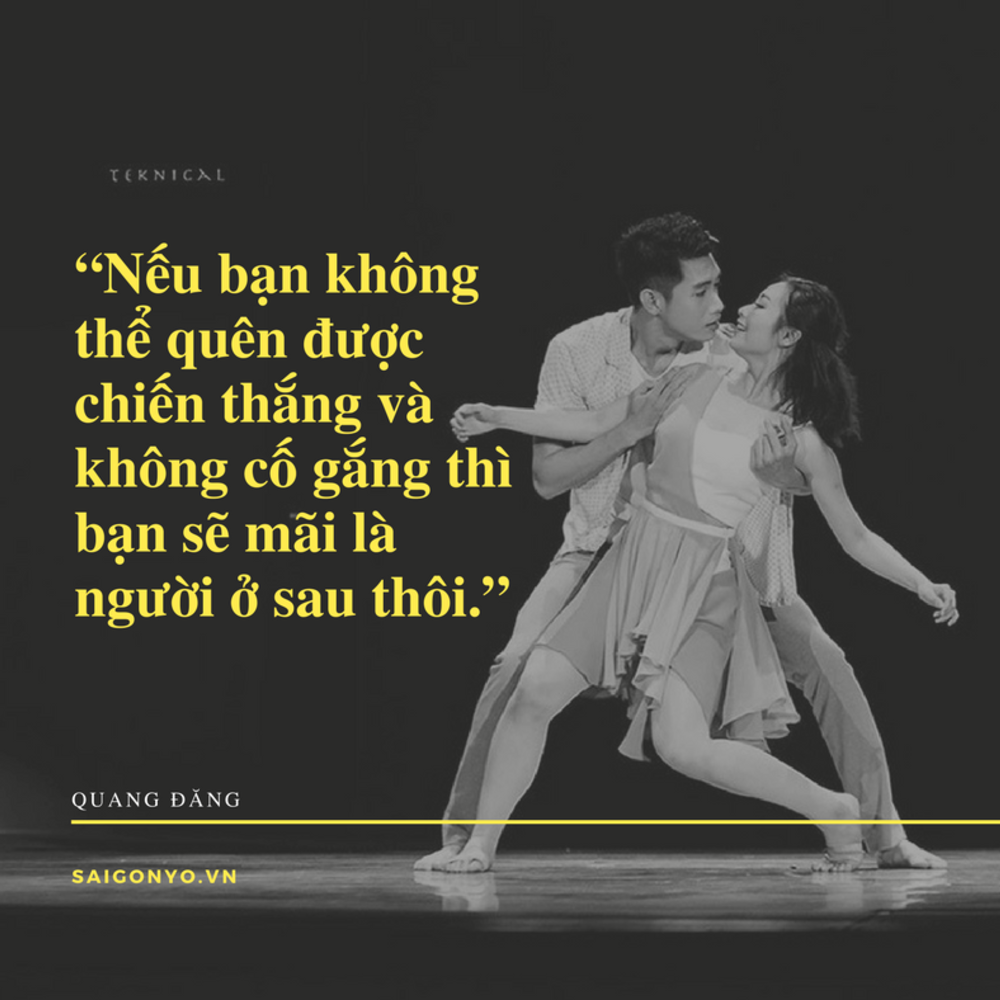 TEKNICAL
“Nếu bạn không
thể quên được
chiến thắng và
không cố gắng thì
bạn sẽ mãi là
người ở sau thôi.”
QUANG ĐĂNG
SAIGONYO.VN